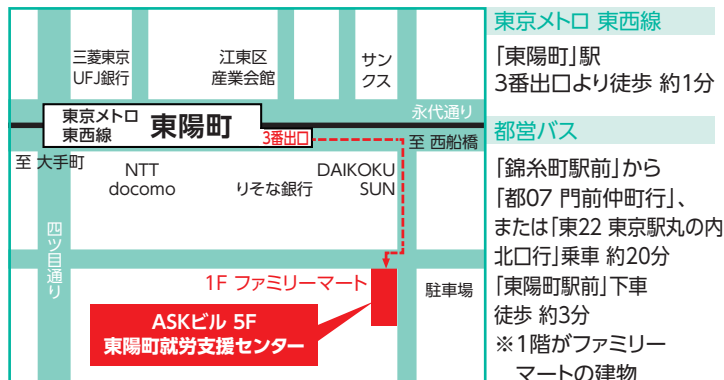 三菱東京
UFJ銀行
江東区
産業会館
サン
クス
東京メトロ
東西線
東陽町
3番出口
永代通り
至 大手町
至 西船橋
NTT
docomo
りそな銀行
DAIKOKU
SUN
四ツ目通り
1F ファミリーマート
駐車場
ASKビル 5F
東陽町就労支援センター
東京メトロ 東西線
「東陽町」駅
3番出口より徒歩 約1分
都営バス
「錦糸町駅前」から
「都07 門前仲町行」、
または「東22 東京駅丸の内
北口行」乗車 約20分
「東陽町駅前」下車
徒歩 約3分
※1階がファミリー
マートの建物